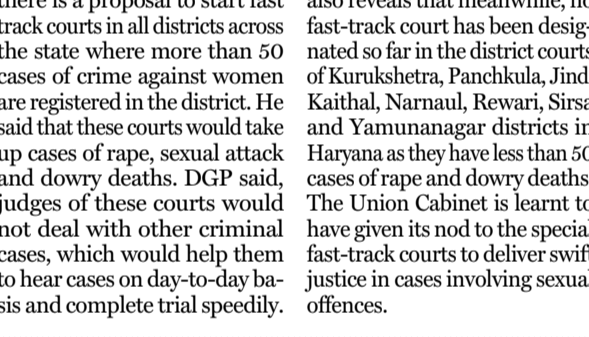 there is a proposal to start fast
track courts in all districts across
the state where more than 50
cases of crime against women
are registered in the district. He
said that these courts would take
up cases of rape, sexual attack
and dowry deaths. DGP said,
judges of these courts would
not deal with other criminal
cases, which would help them
to hear cases on day-to-day ba-
sis and complete trial speedily.
also reveals that meanwhile, no
fast-track court has been desig-
nated so far in the district courts
of Kurukshetra, Panchkula, Jind
Kaithal, Narnaul, Rewari, Sirsa
and Yamunanagar districts in
Haryana as they have less than 50
cases of rape and dowry deaths
The Union Cabinet is learnt to
have given its nod to the special
fast-track courts to deliver swift
justice in cases involving sexual
offences.